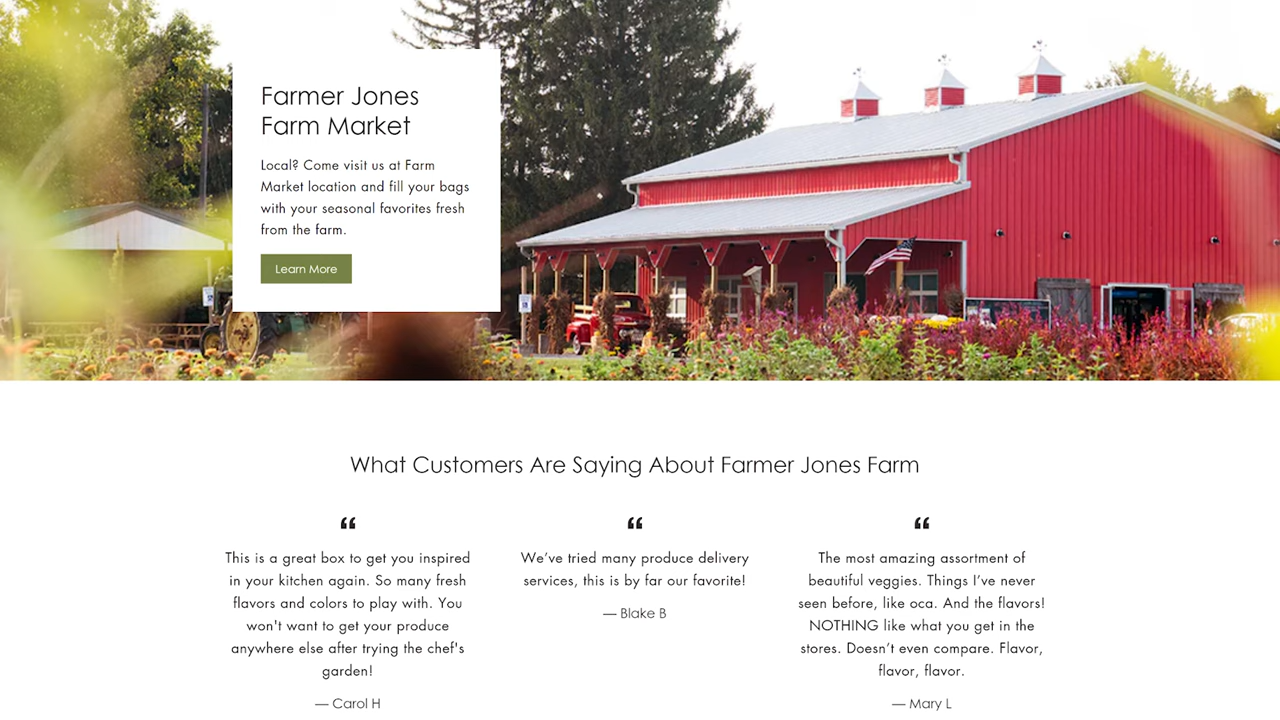 Farmer Jones
Farm Market
Local? Come visit us at Farm
Market location and fill your bags
with your seasonal favorites fresh
from the farm.
Learn More
What Customers Are Saying About Farmer Jones Farm
“
This is a great box to get you inspired
in your kitchen again. So many fresh
flavors and colors to play with. You
won't want to get your produce
anywhere else after trying the chef's
garden!
— Carol H
“
We’ve tried many produce delivery
services, this is by far our favorite!
— Blake B
“
The most amazing assortment of
beautiful veggies. Things I’ve never
seen before, like oca. And the flavors!
NOTHING like what you get in the
stores. Doesn’t even compare. Flavor,
flavor, flavor.
— Mary L